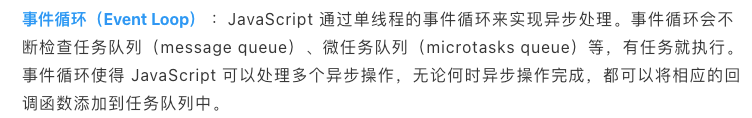 事件循环（Event Loop）：JavaScript 通过单线程的事件循环来实现异步处理。事件循环会不
断检查任务队列（message queue）、微任务队列（microtasks queue）等，有任务就执行。
事件循环使得 JavaScript 可以处理多个异步操作，无论何时异步操作完成，都可以将相应的回
调函数添加到任务队列中。